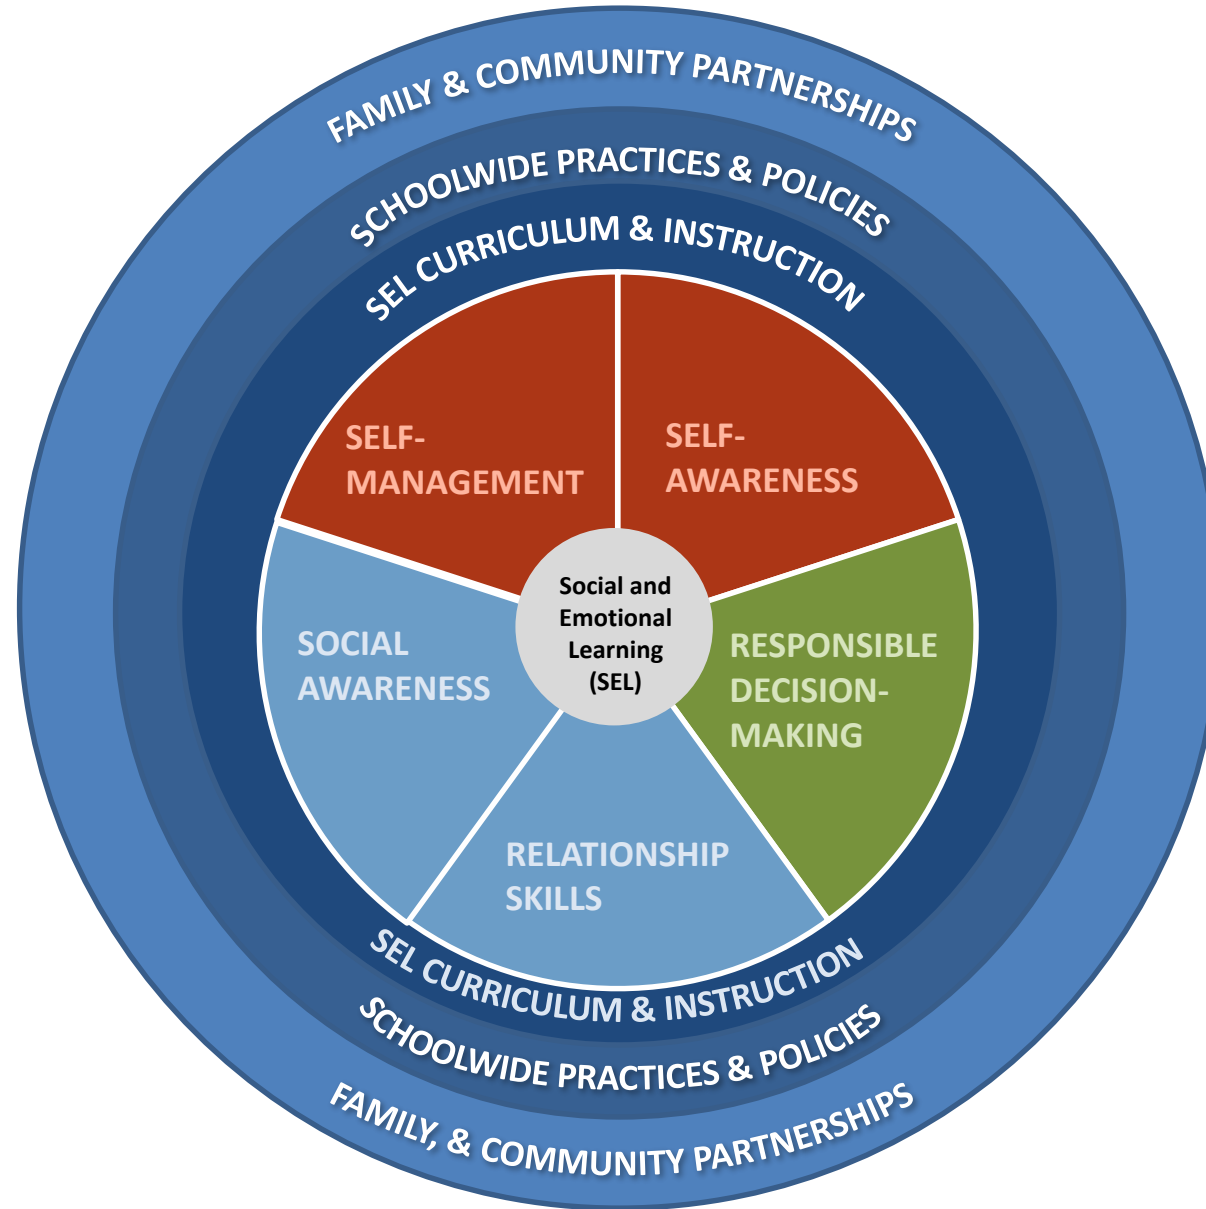 FAMILY & COMMUNITY PARTNERSHIPS
SCHOOLWIDE PRACTICES & POLICIES
SEL CURRICULUM & INSTRUCTION
SELF-
MANAGEMENT
SELF-
AWARENESS
Social and
Emotional
Learning
(SEL)
SOCIAL
AWARENESS
RESPONSIBLE
DECISION-
MAKING
RELATIONSHIP
SKILLS
SEL CURRICULUM & INSTRUCTION
SCHOOLWIDE PRACTICES & POLICIES
FAMILY, & COMMUNITY PARTNERSHIPS